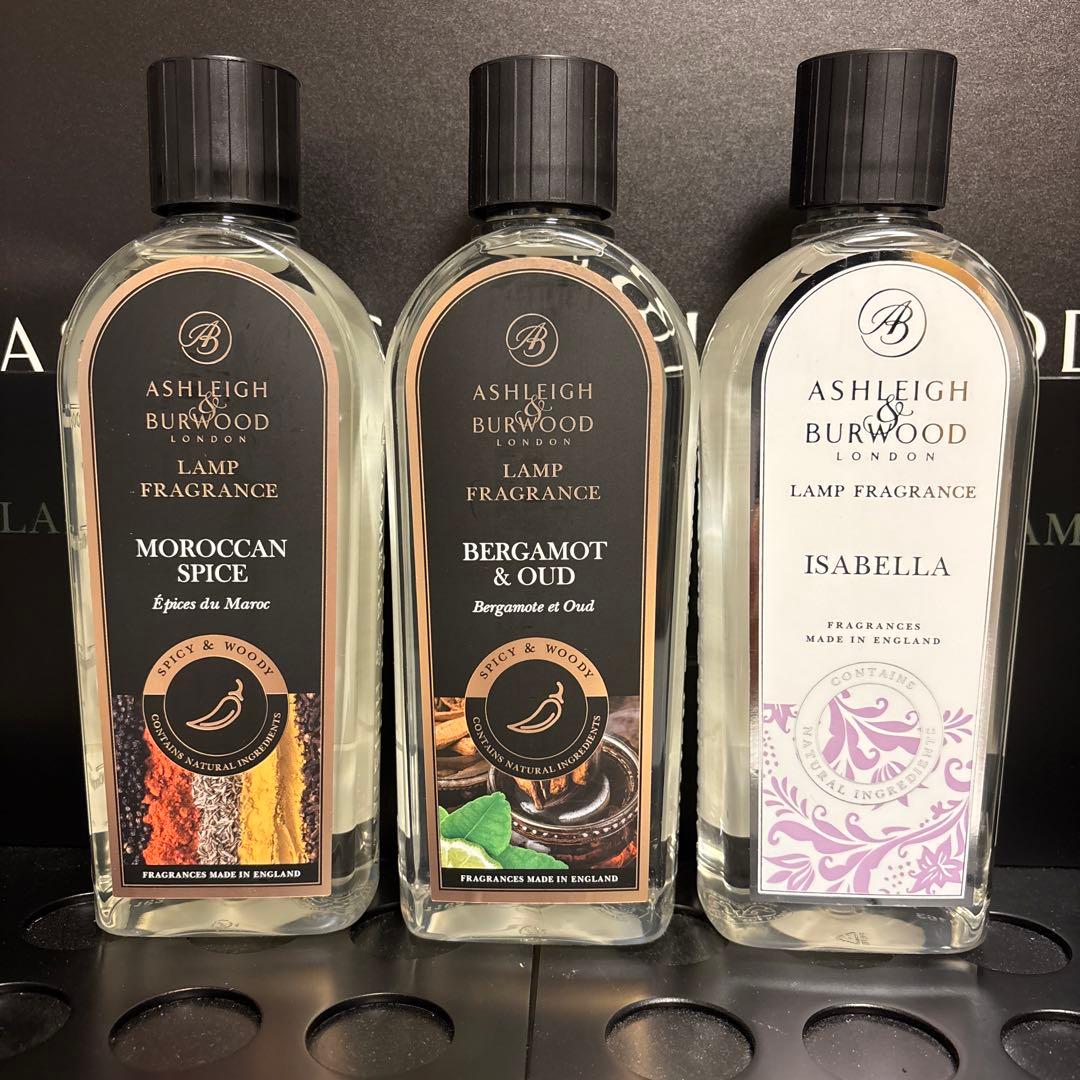 AB
ASHLEIGH
&
BURWOOD
LONDON
LAMP
FRAGRANCE
MOROCCAN
SPICE
Épices du Maroc
SPICY & WOODY
CONTAINS NATURAL INGREDIENTS
FRAGRANCES MADE IN ENGLAND
AB
ASHLEIGH
&
BURWOOD
LONDON
LAMP
FRAGRANCE
BERGAMOT
& OUD
Bergamote et Oud
SPICY & WOODY
CONTAINS NATURAL INGREDIENTS
FRAGRANCES MADE IN ENGLAND
AB
ASHLEIGH
&
BURWOOD
LONDON
LAMP FRAGRANCE
ISABELLA
FRAGRANCES
MADE IN ENGLAND
CONTAINS
NATURAL INGREDIENTS